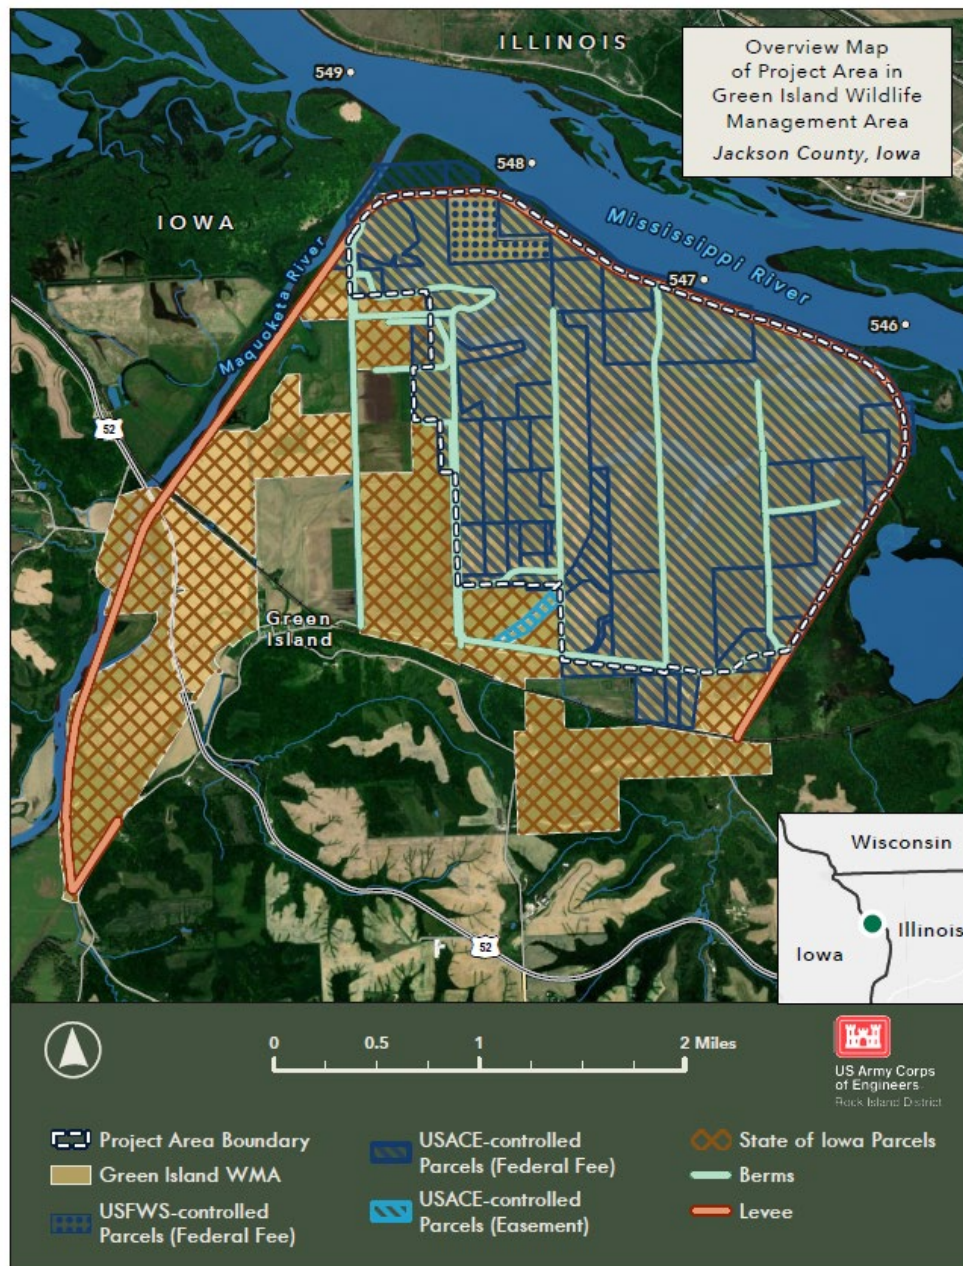 ILLINOIS
Overview Map
of Project Area in
Green Island Wildlife
Management Area
Jackson County, Iowa
549
548
IOWA
Mississippi River
547
546
Maquoketa River
52
Green
Island
52
Wisconsin
Illinois
Iowa
0 0.5 1 2 Miles
US Army Corps
of Engineers
Rock Island District
Project Area Boundary
Green Island WMA
USFWS-controlled
Parcels (Federal Fee)
USACE-controlled
Parcels (Federal Fee)
USACE-controlled
Parcels (Easement)
State of Iowa Parcels
Berms
Levee